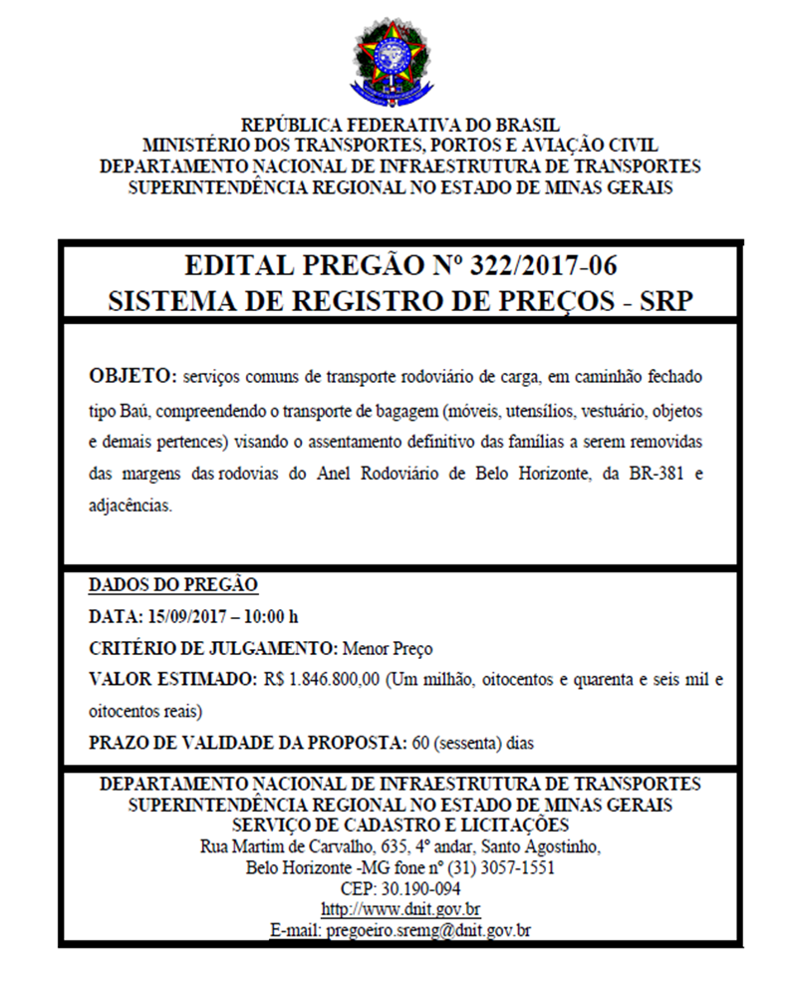 REPÚBLICA FEDERATIVA DO BRASIL
MINISTÉRIO DOS TRANSPORTES, PORTOS E AVIAÇÃO CIVIL
DEPARTAMENTO NACIONAL DE INFRAESTRUTURA DE TRANSPORTES
SUPERINTENDÊNCIA REGIONAL NO ESTADO DE MINAS GERAIS
EDITAL PREGÃO Nº 322/2017-06
SISTEMA DE REGISTRO DE PREÇOS - SRP
OBJETO: serviços comuns de transporte rodoviário de carga, em caminhão fechado
tipo Baú, compreendendo o transporte de bagagem (móveis, utensílios, vestuário, objetos
e demais pertences) visando o assentamento definitivo das famílias a serem removidas
das margens das rodovias do Anel Rodoviário de Belo Horizonte, da BR-381 e
adjacências.
DADOS DO PREGÃO
DATA: 15/09/2017 – 10:00 h
CRITÉRIO DE JULGAMENTO: Menor Preço
VALOR ESTIMADO: R$ 1.846.800,00 (Um milhão, oitocentos e quarenta e seis mil e
oitocentos reais)
PRAZO DE VALIDADE DA PROPOSTA: 60 (sessenta) dias
DEPARTAMENTO NACIONAL DE INFRAESTRUTURA DE TRANSPORTES
SUPERINTENDÊNCIA REGIONAL NO ESTADO DE MINAS GERAIS
SERVIÇO DE CADASTRO E LICITAÇÕES
Rua Martim de Carvalho, 635, 4º andar, Santo Agostinho,
Belo Horizonte -MG fone nº (31) 3057-1551
CEP: 30.190-094
http://www.dnit.gov.br
E-mail: pregoeiro.sremg@dnit.gov.br